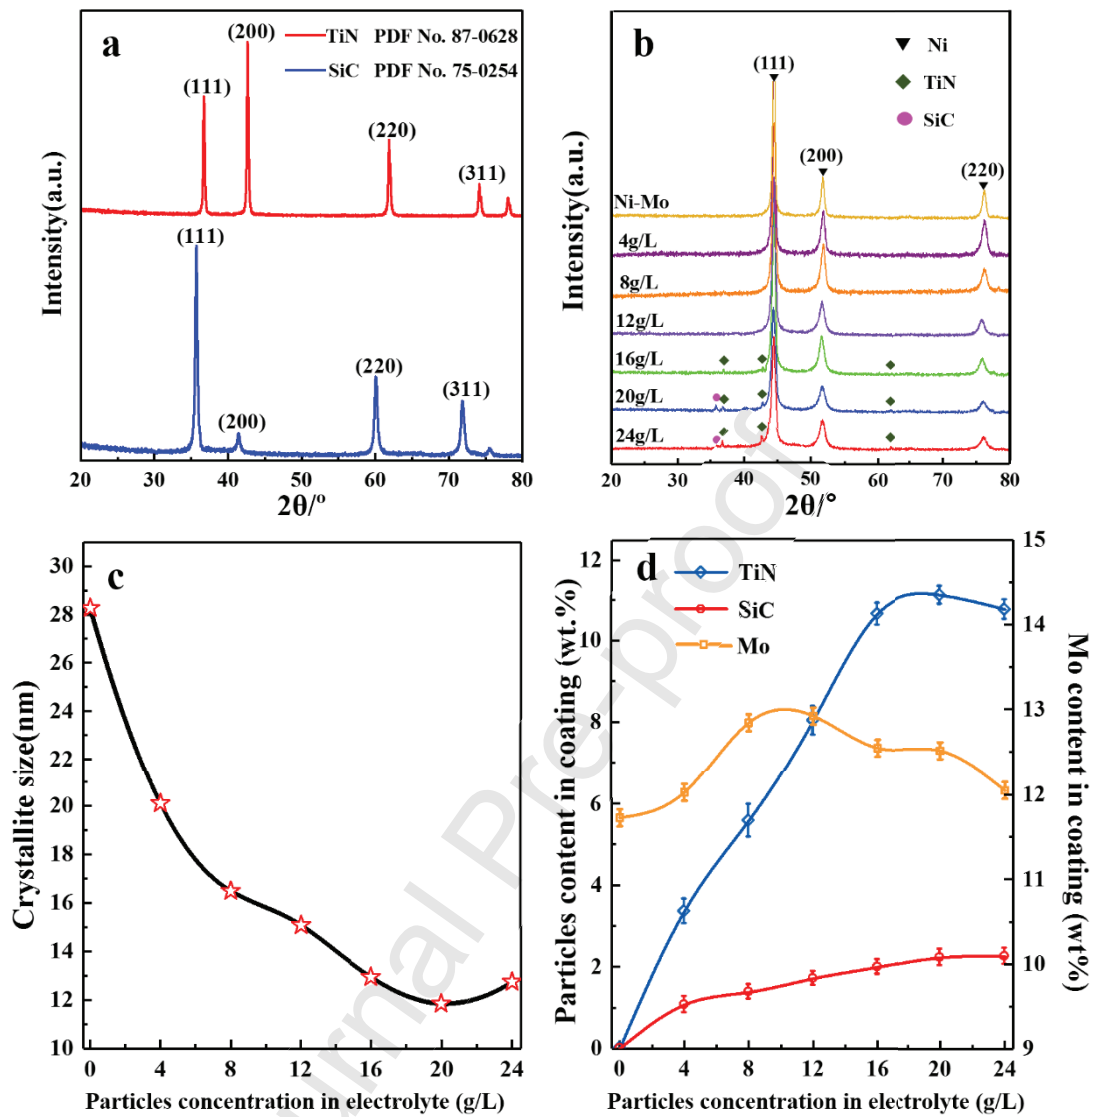 a
TiN PDF No. 87-0628
SiC PDF No. 75-0254
(111)
(200)
(220)
(311)
(111)
(200)
(220)
(311)
Intensity(a.u.)
20 30 40 50 60 70 80
2θ/°
b
Ni
TiN
SiC
(111)
(200)
(220)
Ni-Mo
4g/L
8g/L
12g/L
16g/L
20g/L
24g/L
Intensity(a.u.)
20 30 40 50 60 70 80
2θ/°
c
30
28
26
24
22
20
18
16
14
12
10
Crystallite size(nm)
0 4 8 12 16 20 24
Particles concentration in electrolyte (g/L)
d
TiN
SiC
Mo
12
10
8
6
4
2
0
Particles content in coating (wt.%)
15
14
13
12
11
10
9
Mo content in coating (wt%)
0 4 8 12 16 20 24
Particles concentration in electrolyte (g/L)
urnal Pre-proof